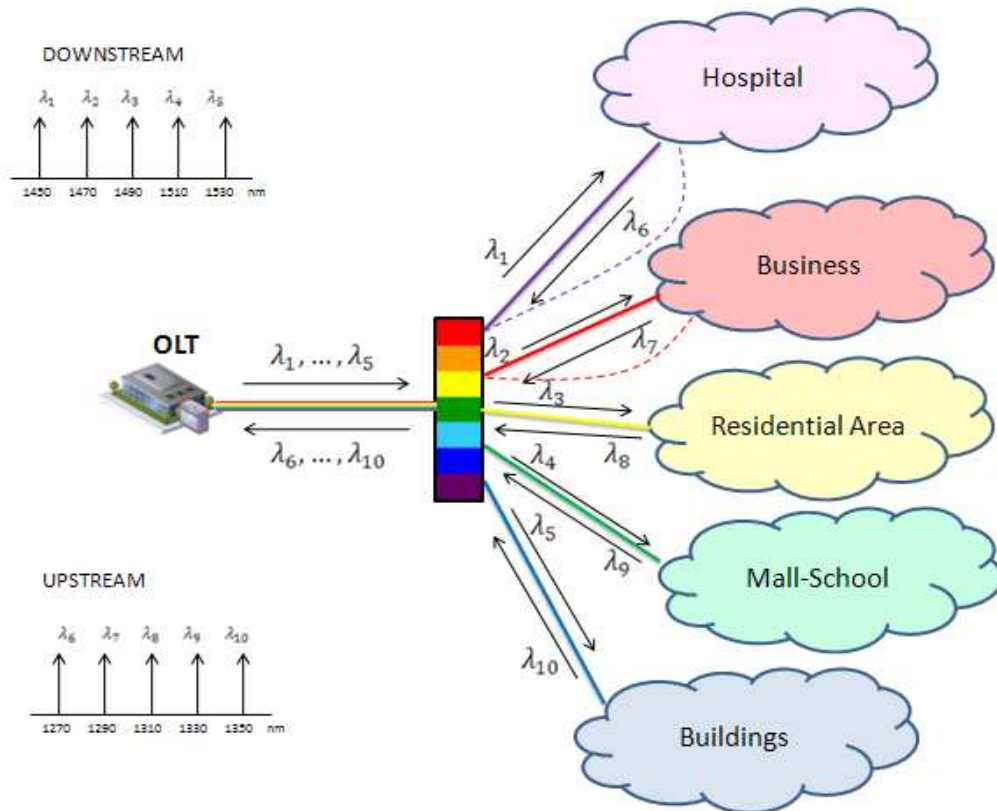 DOWNSTREAM
λ₁ λ₂ λ₃ λ₄ λ₅
1450 1470 1490 1510 1530 nm
OLT
λ₁, ..., λ₅
λ₆, ..., λ₁₀
UPSTREAM
λ₆ λ₇ λ₈ λ₉ λ₁₀
1270 1290 1310 1330 1350 nm
Hospital
λ₁
λ₆
Business
λ₂
λ₇
Residential Area
λ₃
λ₈
Mall-School
λ₄
λ₉
Buildings
λ₅
λ₁₀